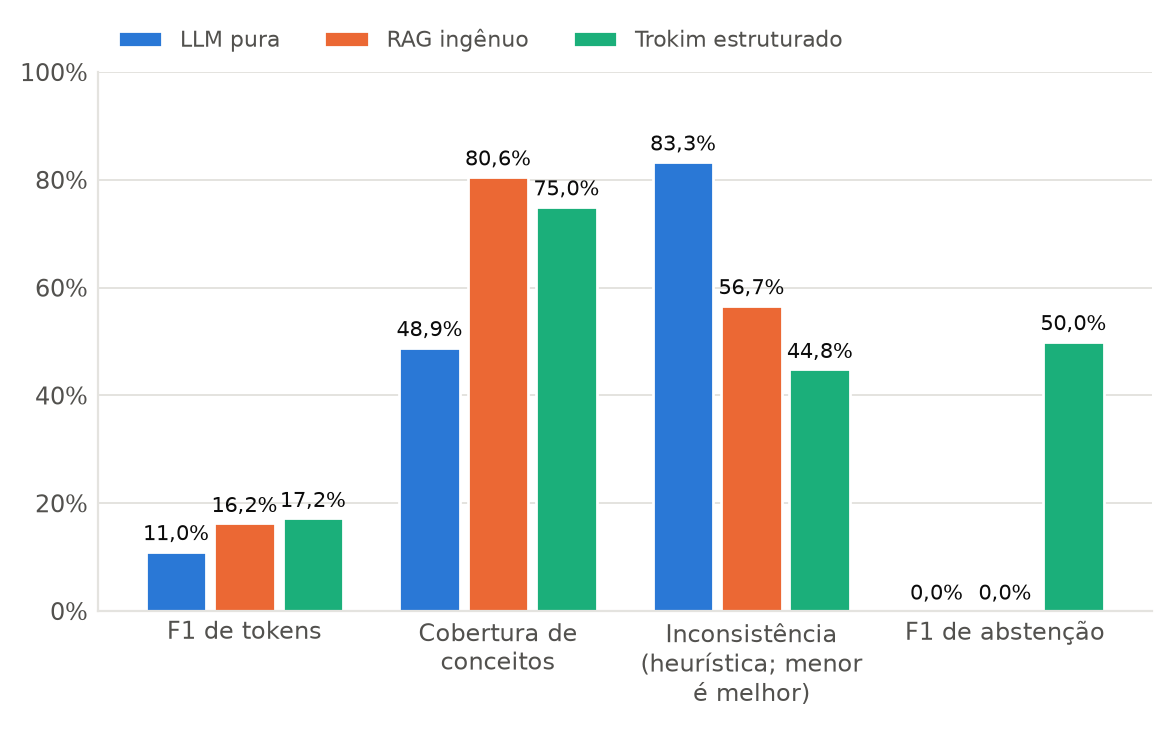 LLM pura RAG ingênuo Trokim estruturado
100%
80%
60%
40%
20%
0%
11,0% 16,2% 17,2%
48,9% 80,6% 75,0%
83,3% 56,7% 44,8%
0,0% 0,0% 50,0%
F1 de tokens
Cobertura de
conceitos
Inconsistência
(heurística; menor
é melhor)
F1 de abstenção